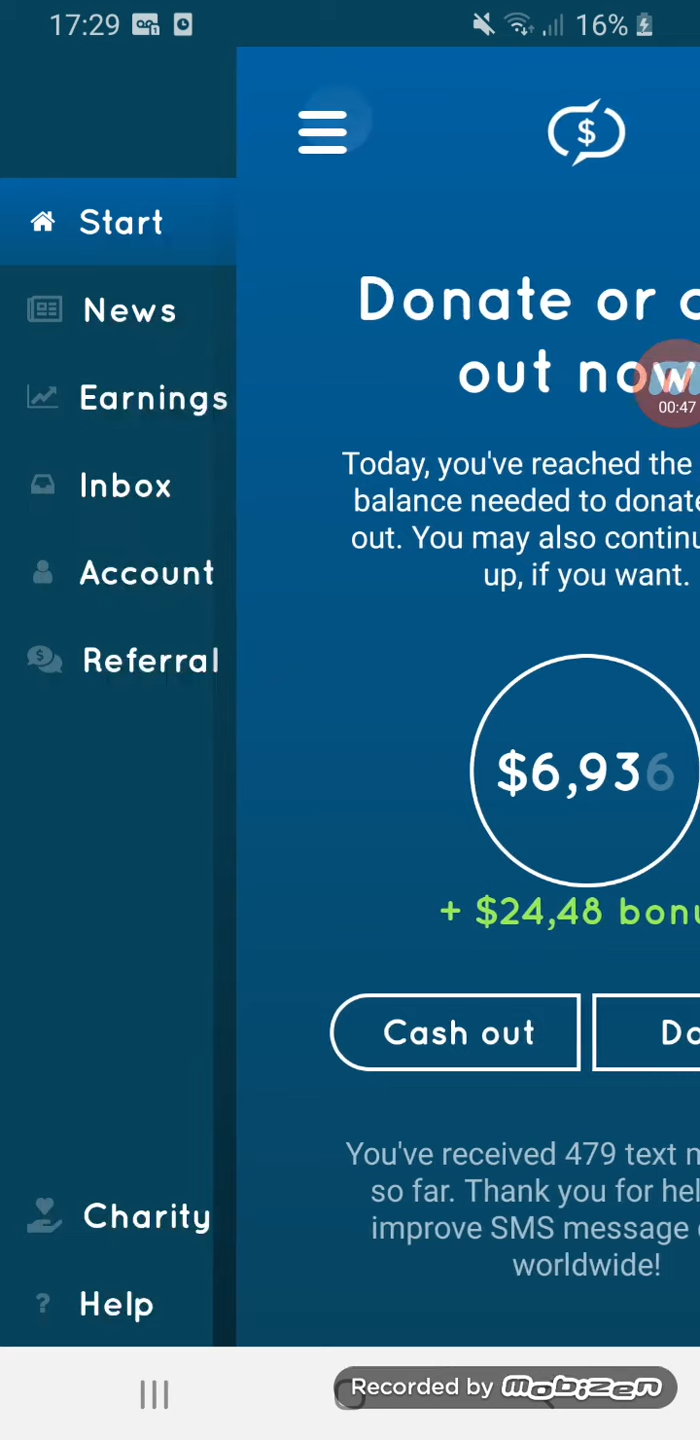 17:29
16%
Start
News
Earnings
Inbox
Account
Referral
Charity
Help
$
Donate or
out now
00:47
Today, you've reached the
balance needed to donate
out. You may also continu
up, if you want.
$6,936
+ $24,48 bonu
Cash out
Do
You've received 479 text m
so far. Thank you for hel
improve SMS message
worldwide!
Recorded by mobizen